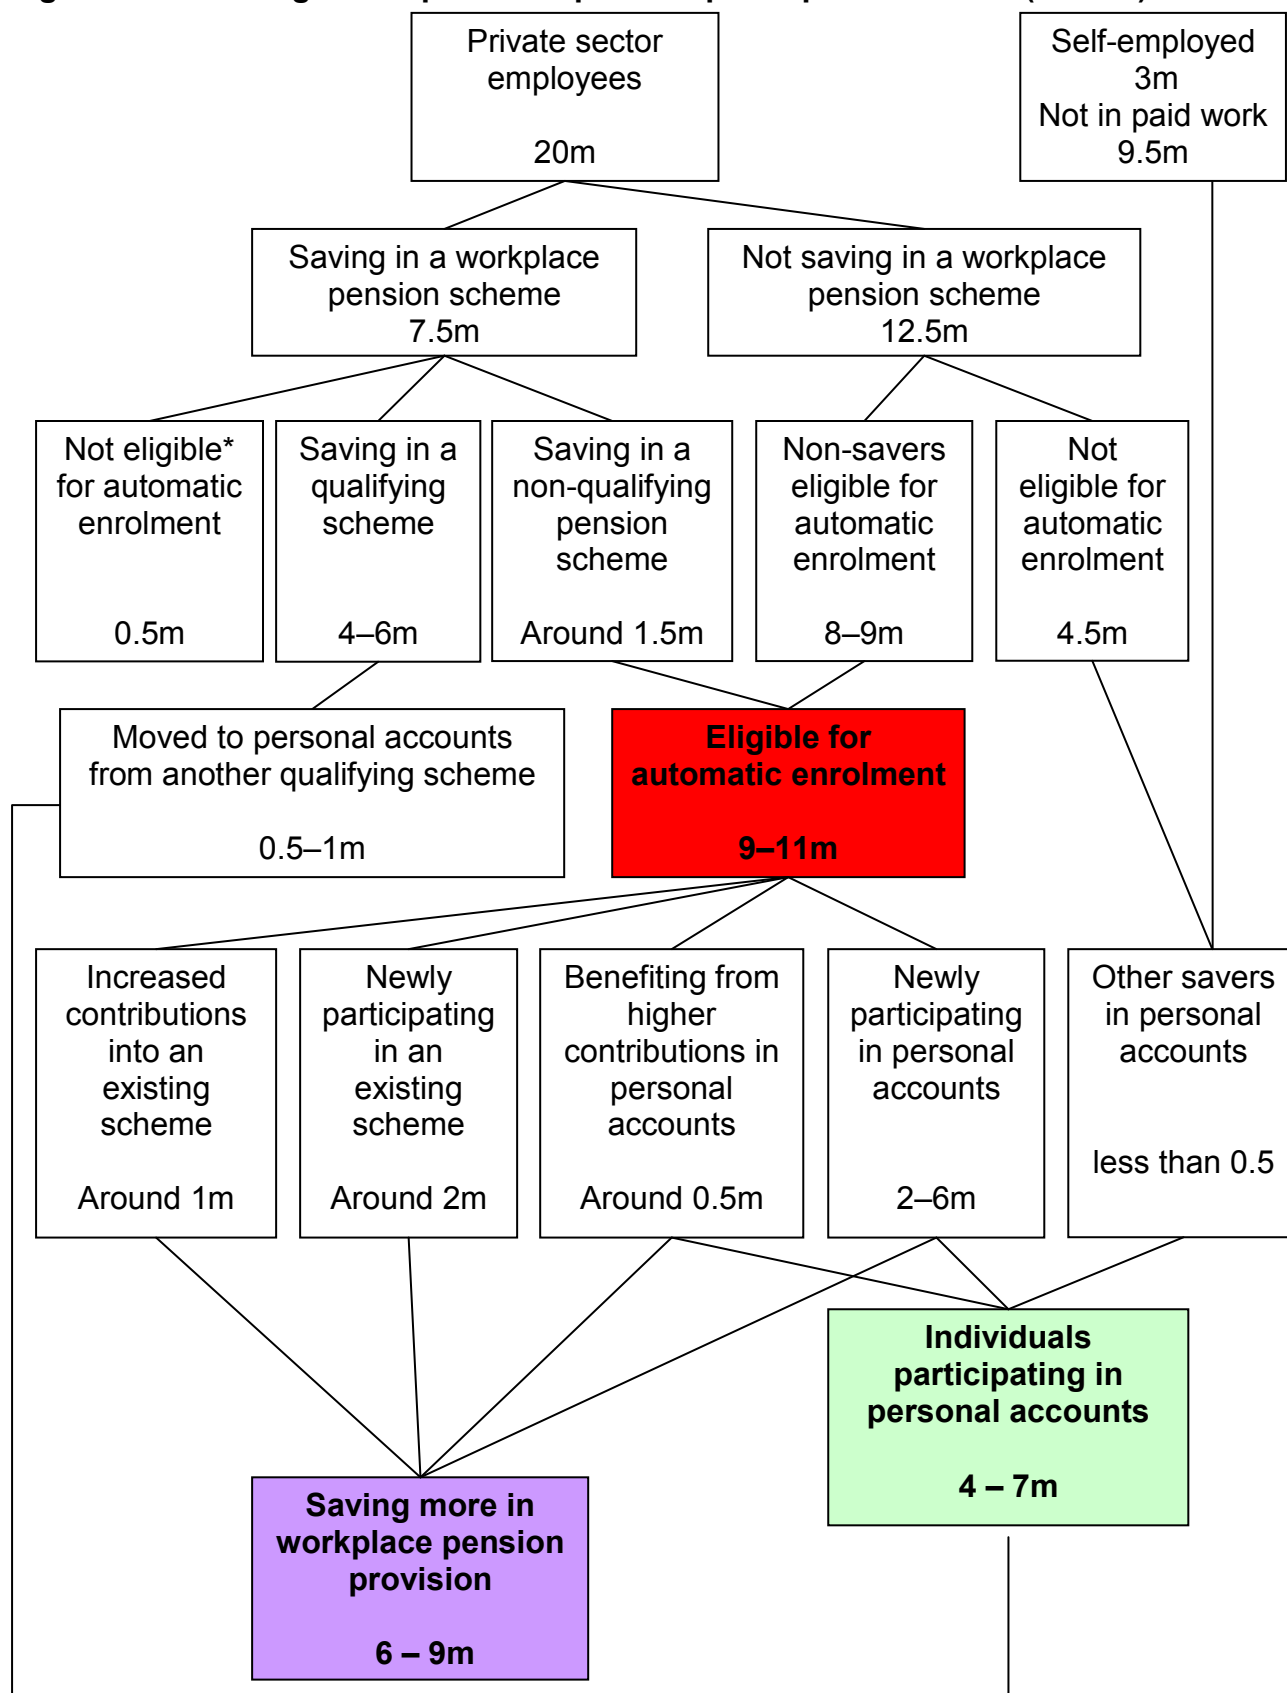 Private sector
employees
20m
Self-employed
3m
Not in paid work
9.5m
Saving in a workplace
pension scheme
7.5m
Not saving in a workplace
pension scheme
12.5m
Not eligible*
for automatic
enrolment
0.5m
Saving in a
qualifying
scheme
4–6m
Saving in a
non-qualifying
pension
scheme
Around 1.5m
Non-savers
eligible for
automatic
enrolment
8–9m
Not
eligible for
automatic
enrolment
4.5m
Moved to personal accounts
from another qualifying scheme
0.5–1m
Eligible for
automatic enrolment
9–11m
Increased
contributions
into an
existing
scheme
Around 1m
Newly
participating
in an
existing
scheme
Around 2m
Benefiting from
higher
contributions in
personal
accounts
Around 0.5m
Newly
participating
in personal
accounts
2–6m
Other savers
in personal
accounts
less than 0.5
Individuals
participating in
personal accounts
4 – 7m
Saving more in
workplace pension
provision
6 – 9m